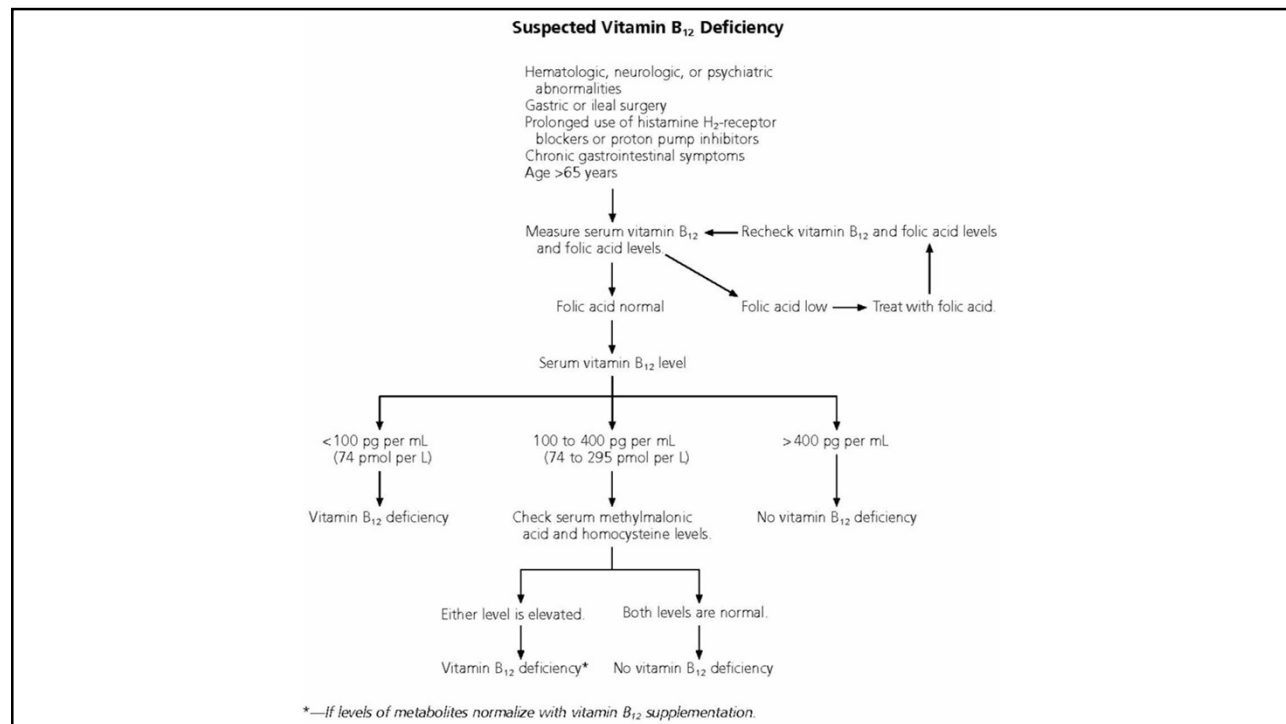 Suspected Vitamin B₁₂ Deficiency
Hematologic, neurologic, or psychiatric
abnormalities
Gastric or ileal surgery
Prolonged use of histamine H₂-receptor
blockers or proton pump inhibitors
Chronic gastrointestinal symptoms
Age >65 years
Measure serum vitamin B₁₂
and folic acid levels
Recheck vitamin B₁₂ and folic acid levels
Folic acid normal
Folic acid low
Treat with folic acid.
Serum vitamin B₁₂ level
<100 pg per mL
(74 pmol per L)
100 to 400 pg per mL
(74 to 295 pmol per L)
>400 pg per mL
Vitamin B₁₂ deficiency
Check serum methylmalonic
acid and homocysteine levels.
No vitamin B₁₂ deficiency
Either level is elevated.
Both levels are normal.
Vitamin B₁₂ deficiency*
No vitamin B₁₂ deficiency
*—If levels of metabolites normalize with vitamin B₁₂ supplementation.